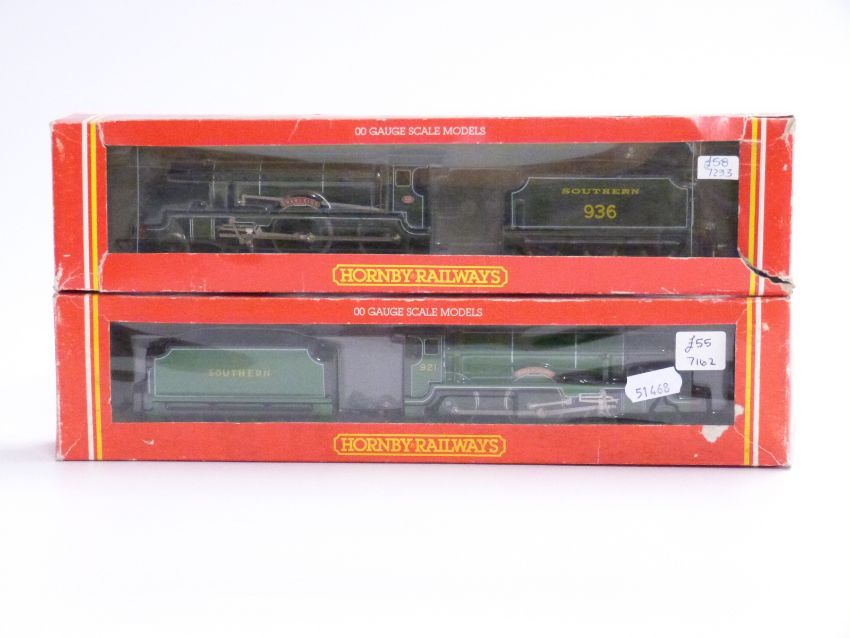 00 GAUGE SCALE MODELS
£58
7293
SOUTHERN
936
HORNBY RAILWAYS
00 GAUGE SCALE MODELS
£55
7162
921
SOUTHERN
51468
HORNBY RAILWAYS